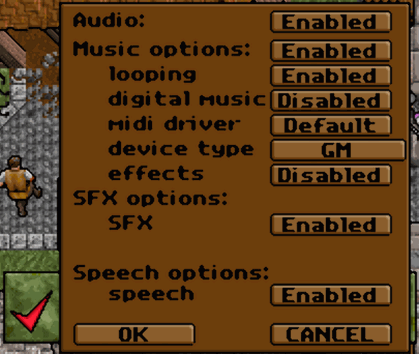 Audio: Enabled
Music options: Enabled
looping Enabled
digital music Disabled
midi driver Default
device type GM
effects Disabled
SFX options:
SFX Enabled
Speech options:
speech Enabled
OK CANCEL